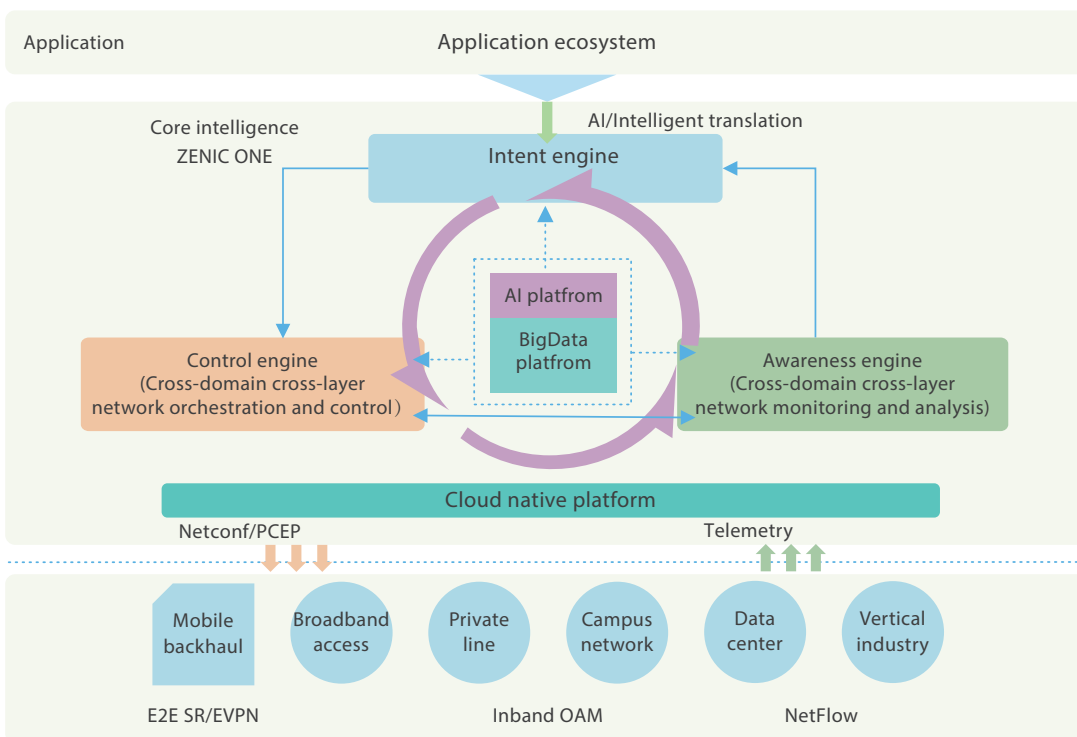 Application
Application ecosystem
Core intelligence
ZENIC ONE
AI/Intelligent translation
Intent engine
AI platfrom
BigData
platfrom
Control engine
(Cross-domain cross-layer
network orchestration and control）
Awareness engine
(Cross-domain cross-layer
network monitoring and analysis)
Cloud native platform
Netconf/PCEP
Telemetry
Mobile
backhaul
Broadband
access
Private
line
Campus
network
Data
center
Vertical
industry
E2E SR/EVPN
Inband OAM
NetFlow